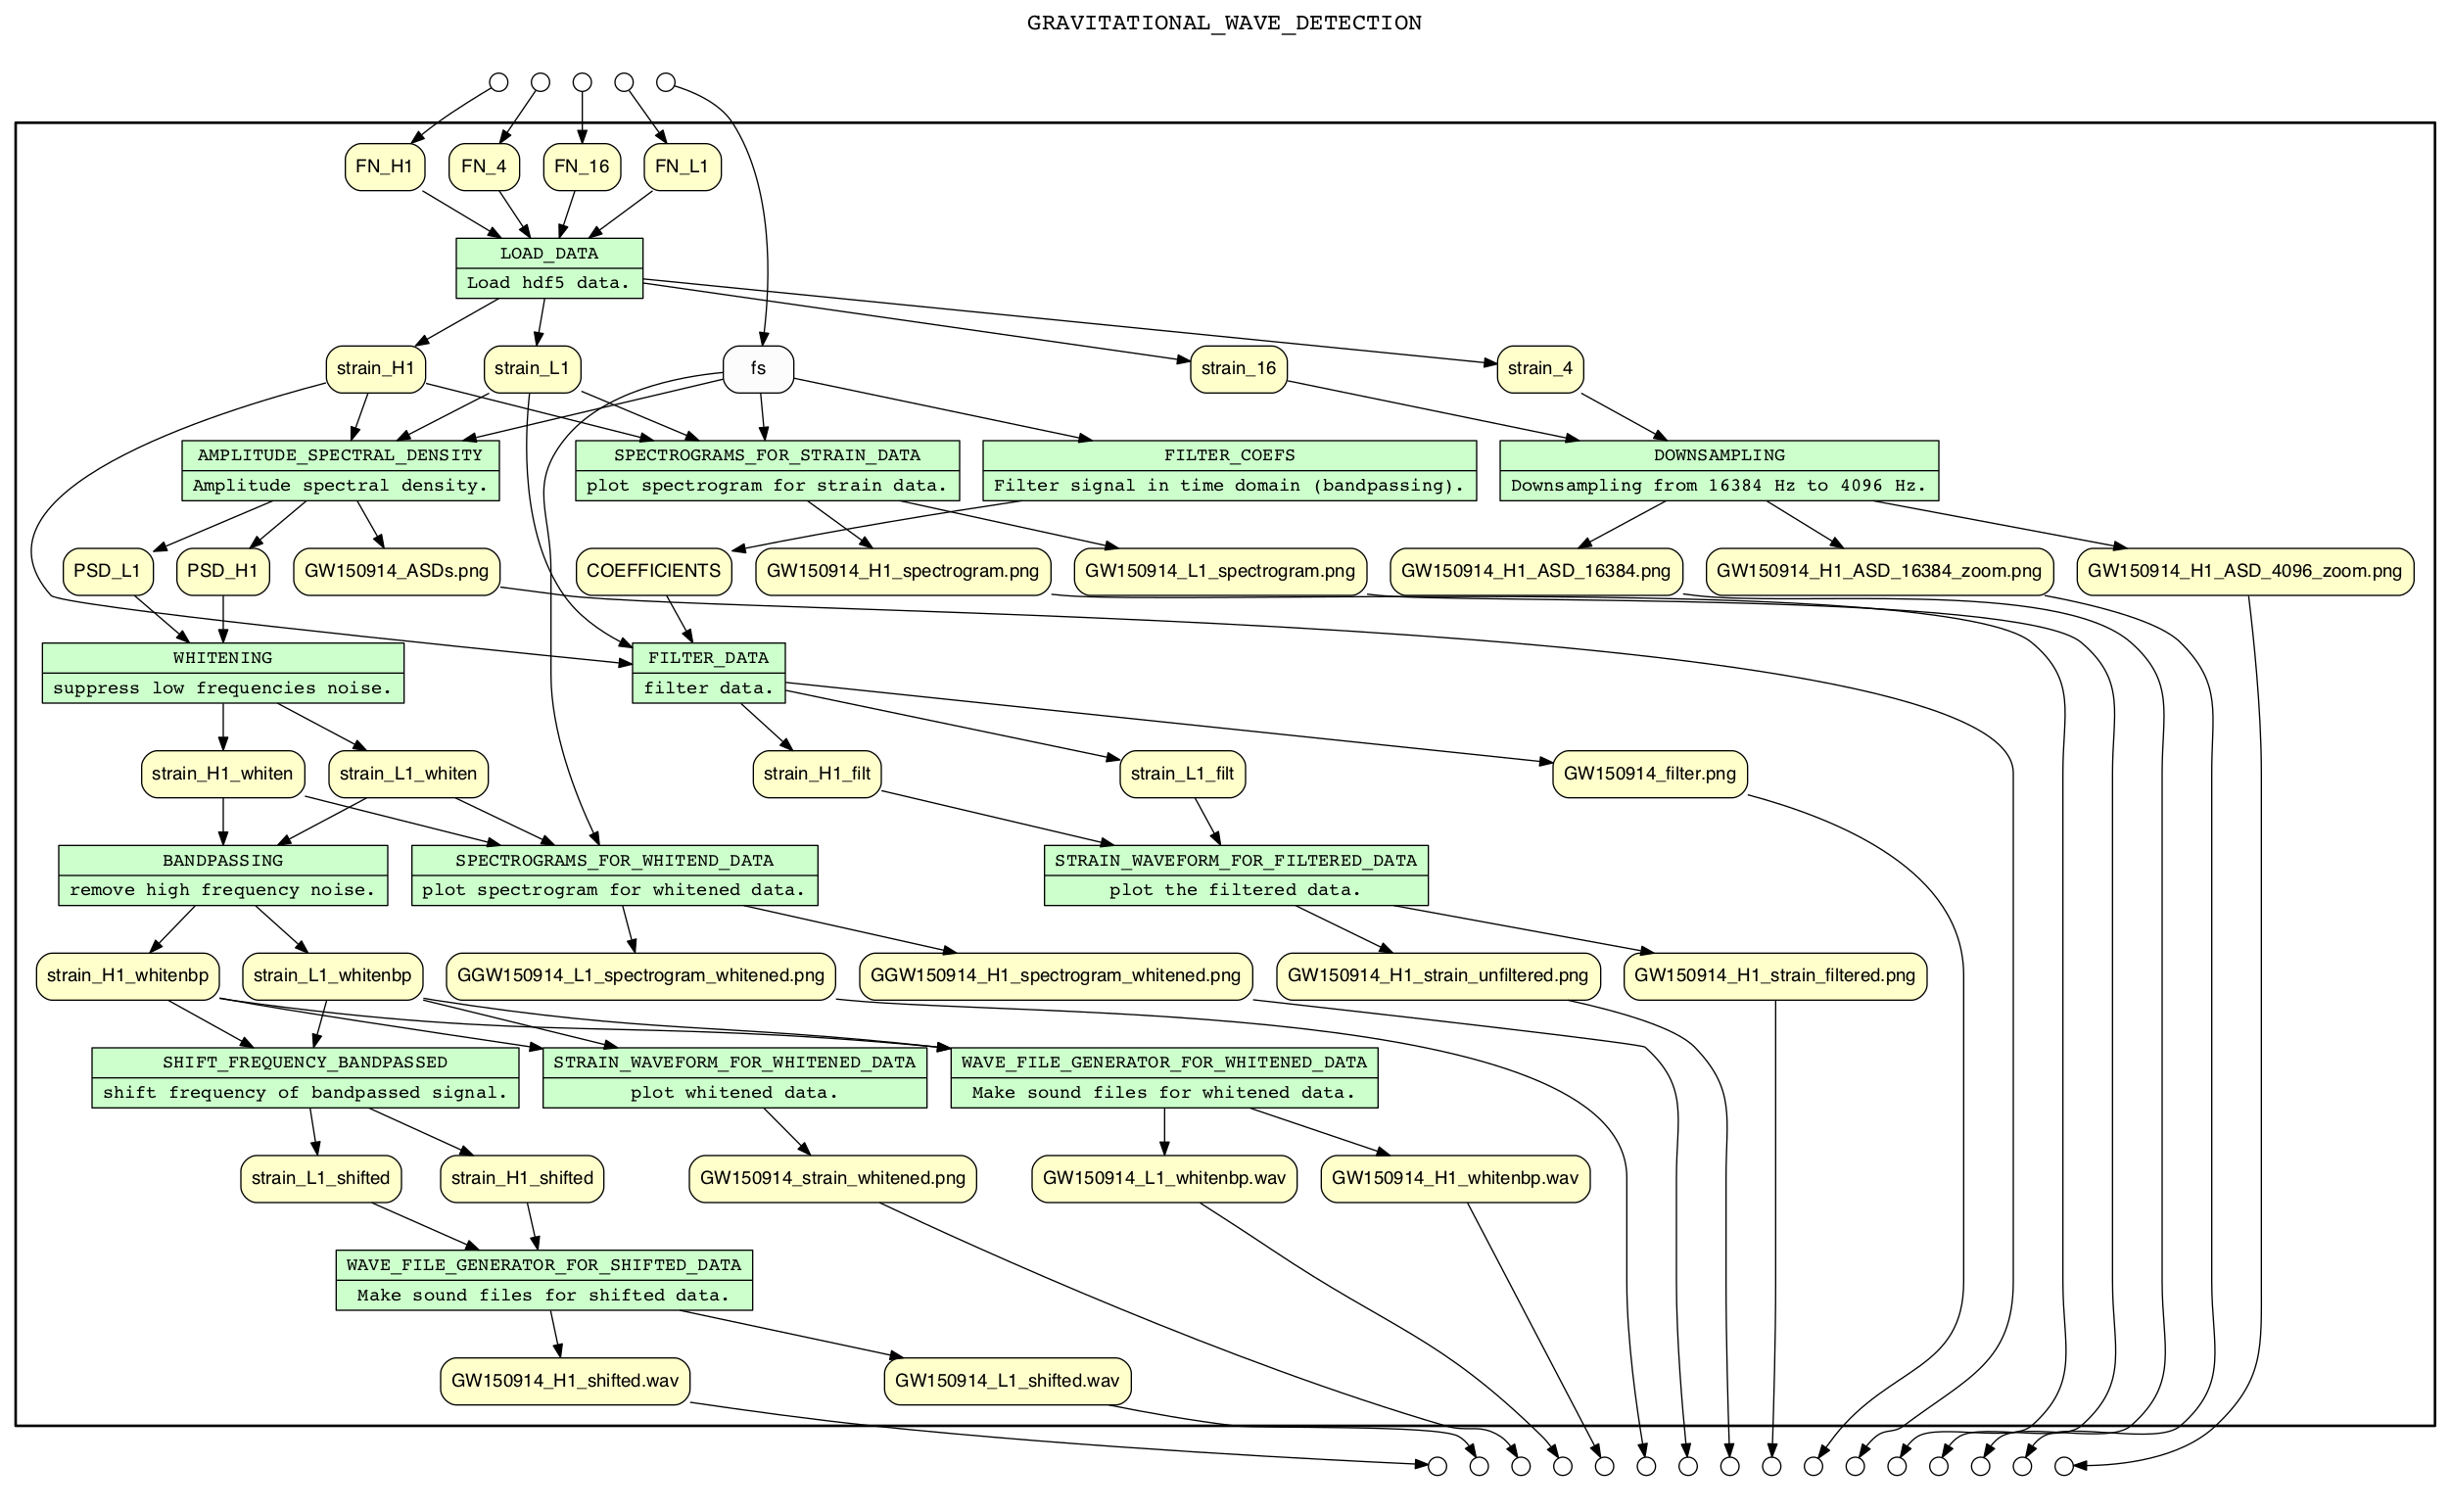 GRAVITATIONAL_WAVE_DETECTION
FN_H1
FN_4
FN_16
FN_L1
LOAD_DATA
Load hdf5 data.
strain_H1
strain_L1
fs
strain_16
strain_4
AMPLITUDE_SPECTRAL_DENSITY
Amplitude spectral density.
SPECTROGRAMS_FOR_STRAIN_DATA
plot spectrogram for strain data.
FILTER_COEFS
Filter signal in time domain (bandpassing).
DOWNSAMPLING
Downsampling from 16384 Hz to 4096 Hz.
PSD_L1
PSD_H1
GW150914_ASDs.png
COEFFICIENTS
GW150914_H1_spectrogram.png
GW150914_L1_spectrogram.png
GW150914_H1_ASD_16384.png
GW150914_H1_ASD_16384_zoom.png
GW150914_H1_ASD_4096_zoom.png
WHITENING
suppress low frequencies noise.
FILTER_DATA
filter data.
strain_H1_whiten
strain_L1_whiten
strain_H1_filt
strain_L1_filt
GW150914_filter.png
BANDPASSING
remove high frequency noise.
SPECTROGRAMS_FOR_WHITEND_DATA
plot spectrogram for whitened data.
STRAIN_WAVEFORM_FOR_FILTERED_DATA
plot the filtered data.
strain_H1_whitenbp
strain_L1_whitenbp
GGW150914_L1_spectrogram_whitened.png
GGW150914_H1_spectrogram_whitened.png
GW150914_H1_strain_unfiltered.png
GW150914_H1_strain_filtered.png
SHIFT_FREQUENCY_BANDPASSED
shift frequency of bandpassed signal.
STRAIN_WAVEFORM_FOR_WHITENED_DATA
plot whitened data.
WAVE_FILE_GENERATOR_FOR_WHITENED_DATA
Make sound files for whitened data.
strain_L1_shifted
strain_H1_shifted
GW150914_strain_whitened.png
GW150914_L1_whitenbp.wav
GW150914_H1_whitenbp.wav
WAVE_FILE_GENERATOR_FOR_SHIFTED_DATA
Make sound files for shifted data.
GW150914_H1_shifted.wav
GW150914_L1_shifted.wav